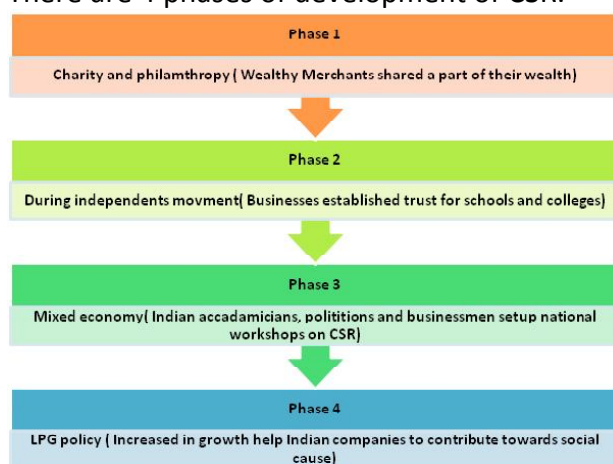 There are 4 phases of development of CSR:
Phase 1
Charity and philanthropy ( Wealthy Merchants shared a part of their wealth)
Phase 2
During independents movment( Businesses established trust for schools and colleges)
Phase 3
Mixed economy( Indian accadamicians, polititions and businessmen setup national
workshops on CSR)
Phase 4
LPG policy ( Increased in growth help Indian companies to contribute towards social
cause)